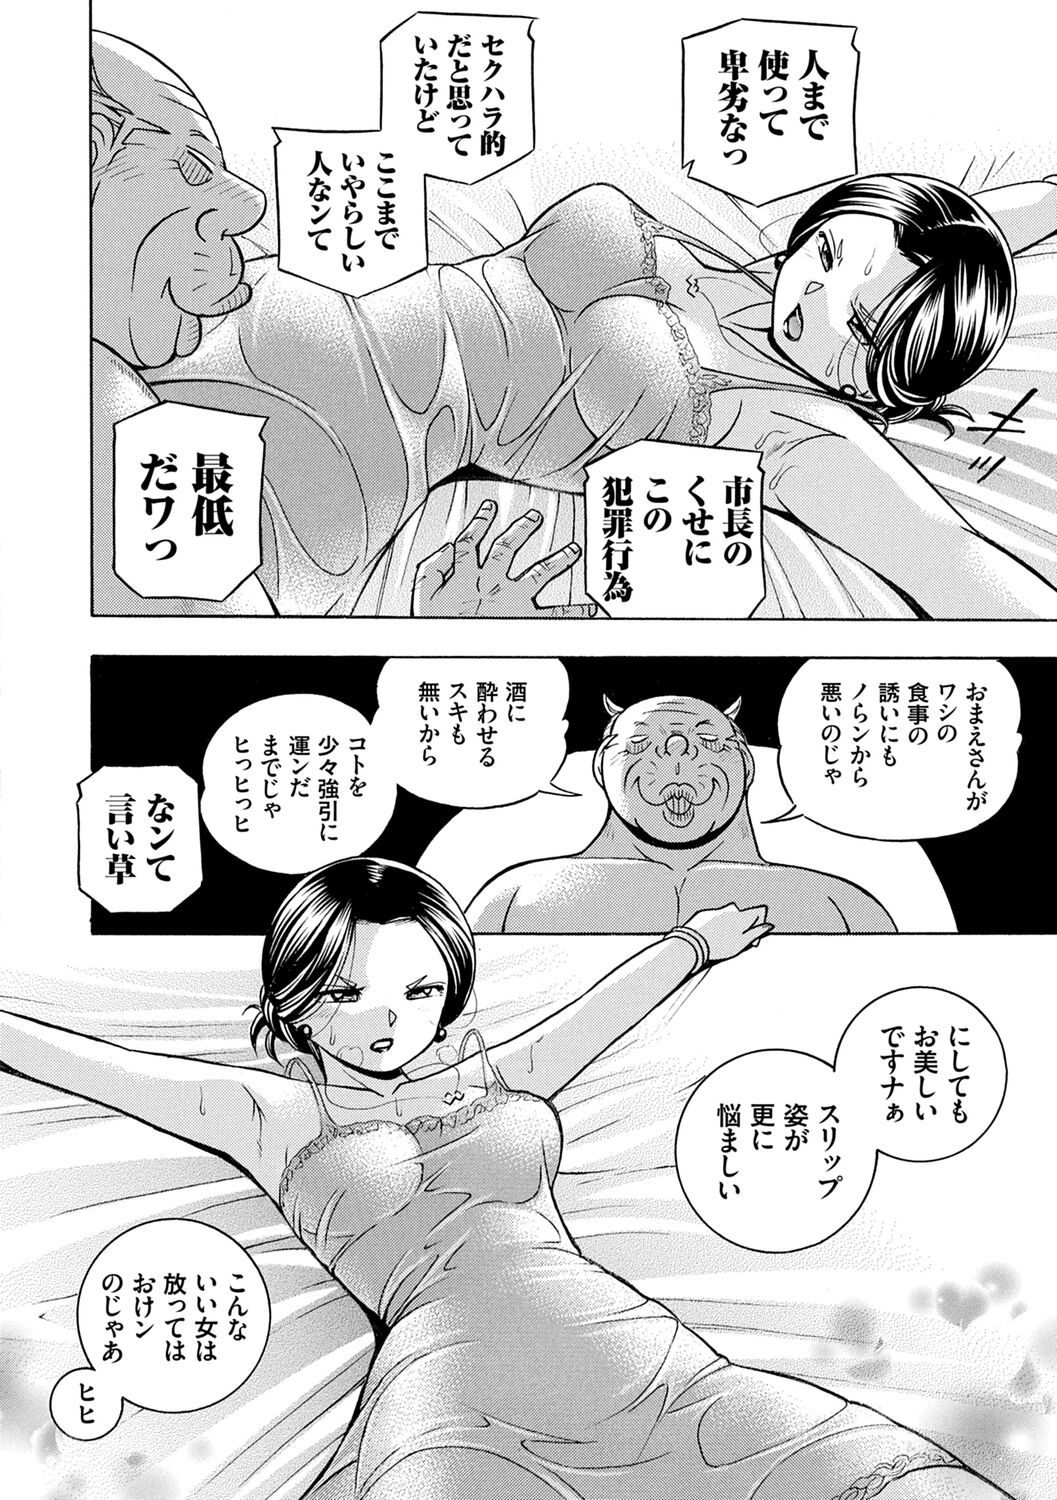 人まで
使って
卑劣なっ
セクハラ的
だと思って
いたけど
ここまで
いやらしい
人なンて
市長の
くせに
この
犯罪行為
最低
だワっ
おまえさんが
ワシの
食事の
誘いにも
ノらンから
悪いのじゃ
酒に
酔わせる
スキも
無いから
コトを
少々強引に
運ンだ
までじゃ
ヒっヒっヒ
なンて
言い草
にしても
お美しい
ですナぁ
スリップ
姿が
更に
悩ましい
こんな
いい女は
放っては
おけン
のじゃあ
ヒヒ